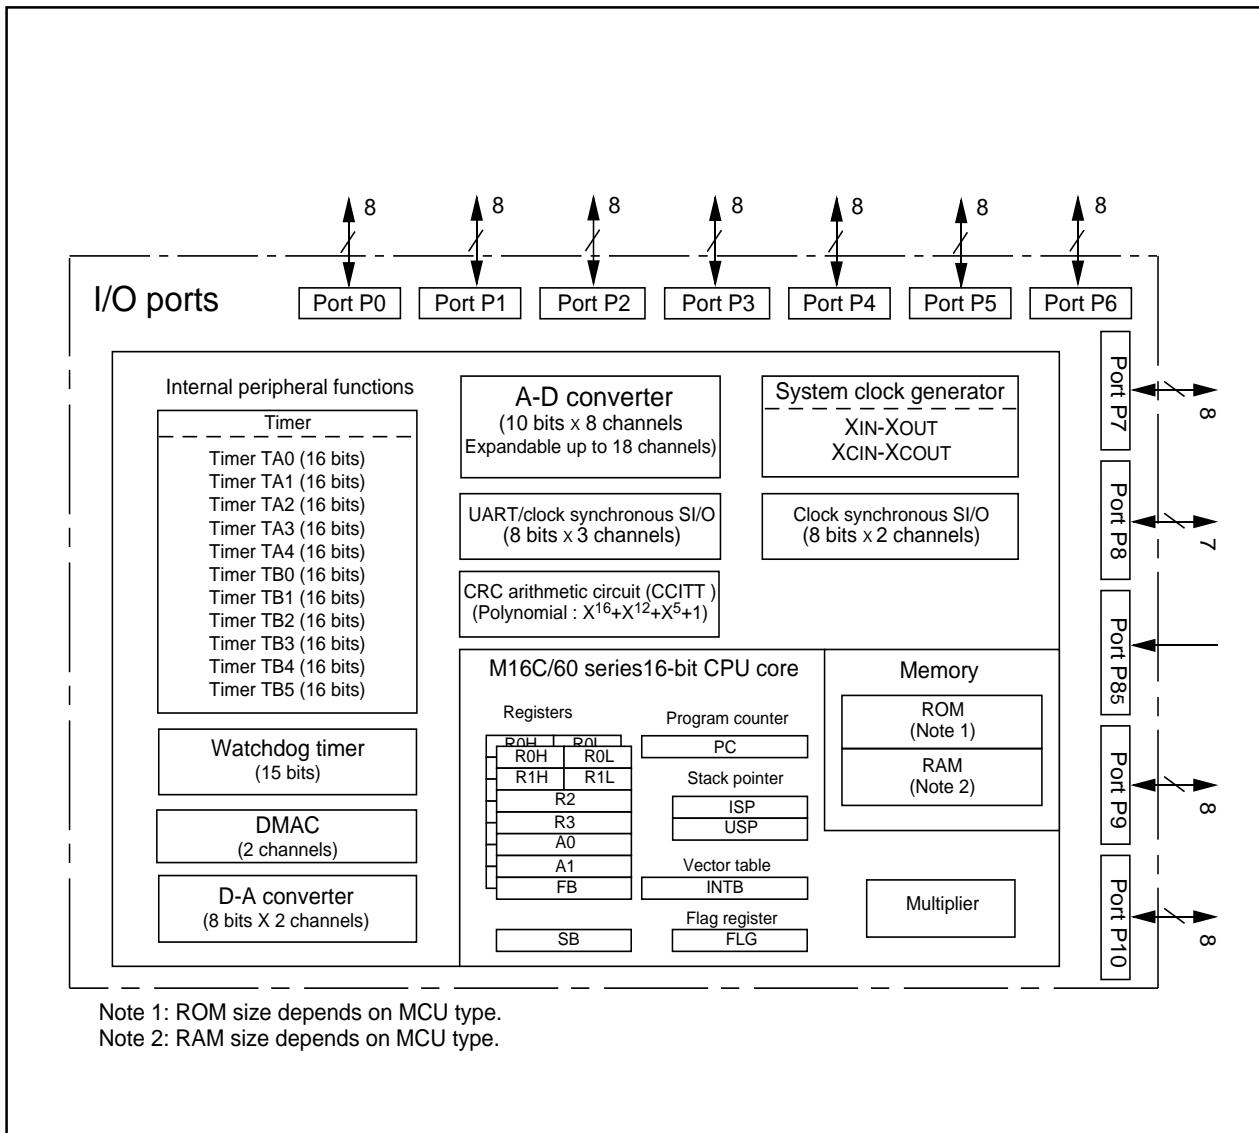 8 8 8 8 8 8 8
I/O ports
Port P0 Port P1 Port P2 Port P3 Port P4 Port P5 Port P6
Port P7
8
Port P8
7
Port P85
Port P9
8
Port P10
8
Internal peripheral functions
Timer
Timer TA0 (16 bits)
Timer TA1 (16 bits)
Timer TA2 (16 bits)
Timer TA3 (16 bits)
Timer TA4 (16 bits)
Timer TB0 (16 bits)
Timer TB1 (16 bits)
Timer TB2 (16 bits)
Timer TB3 (16 bits)
Timer TB4 (16 bits)
Timer TB5 (16 bits)
Watchdog timer
(15 bits)
DMAC
(2 channels)
D-A converter
(8 bits X 2 channels)
A-D converter
(10 bits x 8 channels
Expandable up to 18 channels)
System clock generator
XIN-XOUT
XCIN-XCOUT
UART/clock synchronous SI/O
(8 bits x 3 channels)
Clock synchronous SI/O
(8 bits x 2 channels)
CRC arithmetic circuit (CCITT )
(Polynomial : X16+X12+X5+1)
M16C/60 series16-bit CPU core
Registers
R0H R0L
R0H R0L
R1H R1L
R2
R3
A0
A1
FB
SB
Program counter
PC
Stack pointer
ISP
USP
Vector table
INTB
Flag register
FLG
Memory
ROM
(Note 1)
RAM
(Note 2)
Multiplier
Note 1: ROM size depends on MCU type.
Note 2: RAM size depends on MCU type.